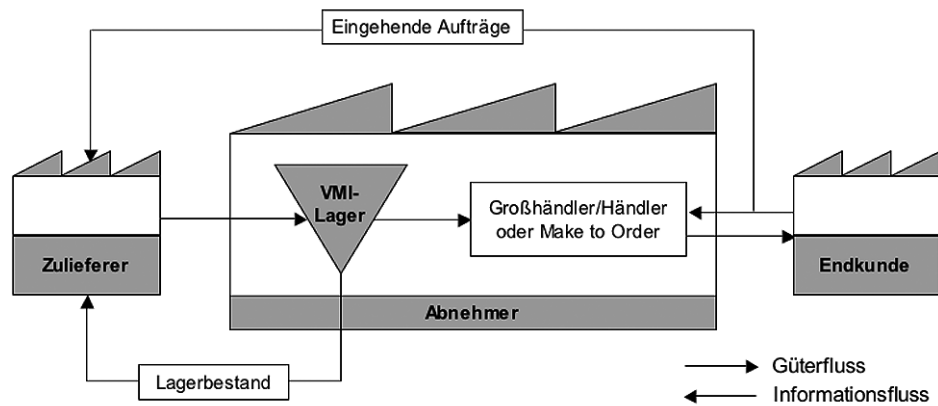 Eingehende Aufträge
VMI-
Lager
Großhändler/Händler
oder Make to Order
Zulieferer
Endkunde
Abnehmer
Lagerbestand
Güterfluss
Informationsfluss